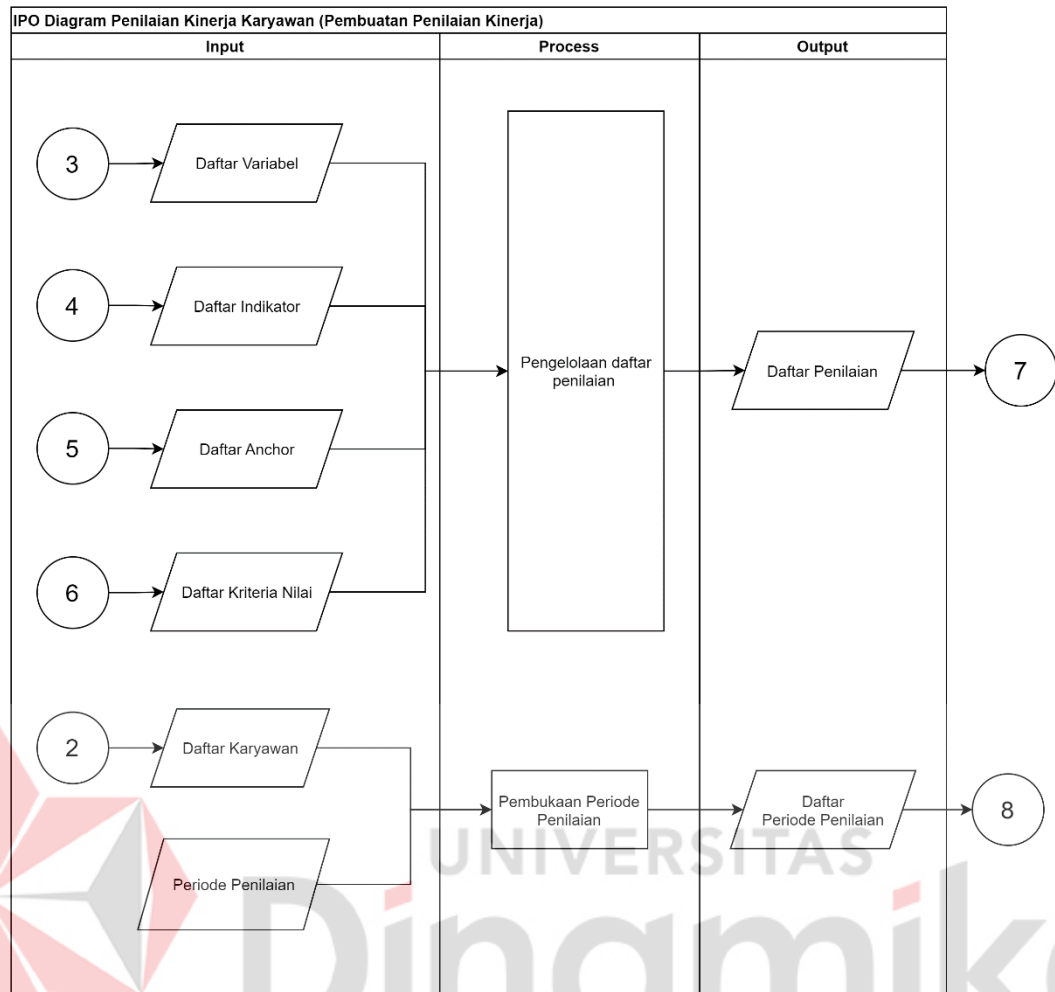 IPO Diagram Penilaian Kinerja Karyawan (Pembuatan Penilaian Kinerja)
Input
Process
Output
3
Daftar Variabel
4
Daftar Indikator
5
Daftar Anchor
6
Daftar Kriteria Nilai
Pengelolaan daftar
penilaian
Daftar Penilaian
7
2
Daftar Karyawan
Periode Penilaian
Pembukaan Periode
Penilaian
Daftar
Periode Penilaian
8
UNIVERSITAS
Dinamika